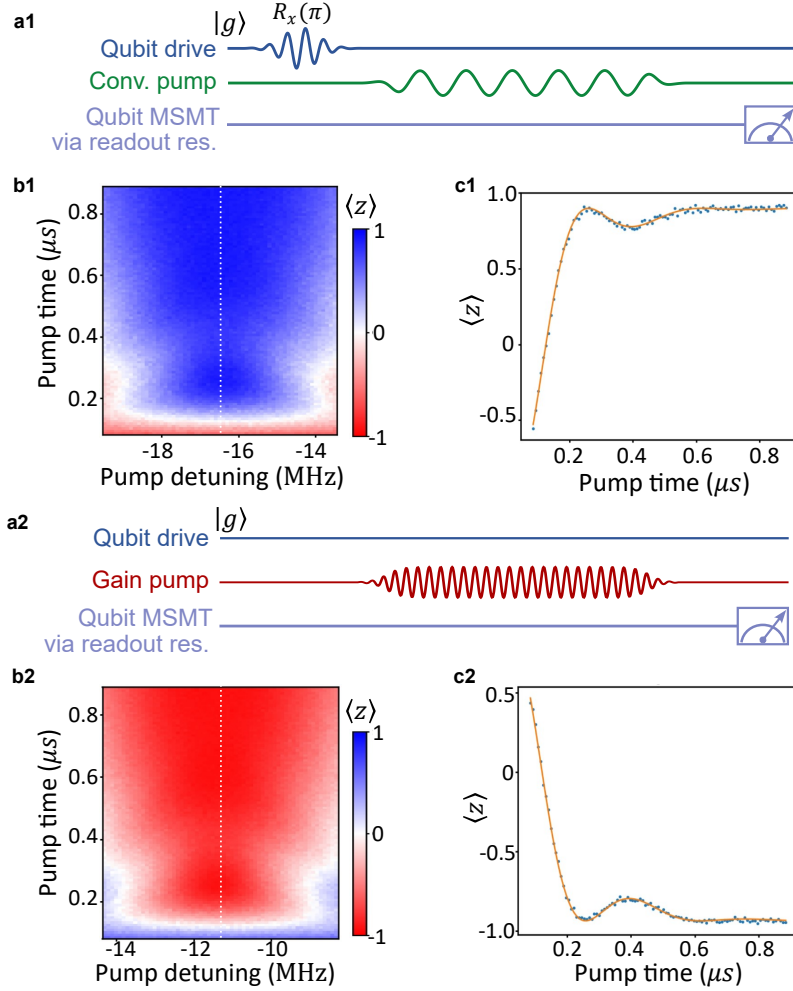 a1
|g⟩
R_x(π)
Qubit drive
Conv. pump
Qubit MSMT
via readout res.
b1
⟨z⟩
Pump time (μs)
0.8
0.6
0.4
0.2
-18
-16
-14
Pump detuning (MHz)
1
0
-1
c1
⟨z⟩
1.0
0.5
0
-0.5
0.2
0.4
0.6
0.8
Pump time (μs)
a2
|g⟩
Qubit drive
Gain pump
Qubit MSMT
via readout res.
b2
⟨z⟩
Pump time (μs)
0.8
0.6
0.4
0.2
-14
-12
-10
Pump detuning (MHz)
1
0
-1
c2
⟨z⟩
0.5
0
-0.5
-1.0
0.2
0.4
0.6
0.8
Pump time (μs)